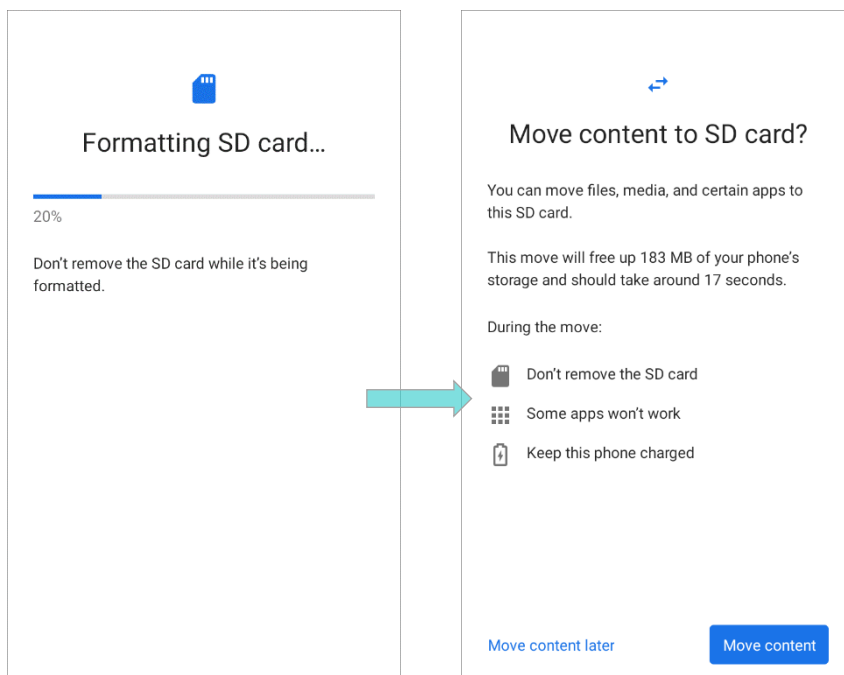 Formatting SD card…
20%
Don't remove the SD card while it's being
formatted.
Move content to SD card?
You can move files, media, and certain apps to
this SD card.
This move will free up 183 MB of your phone's
storage and should take around 17 seconds.
During the move:
Don't remove the SD card
Some apps won't work
Keep this phone charged
Move content later
Move content